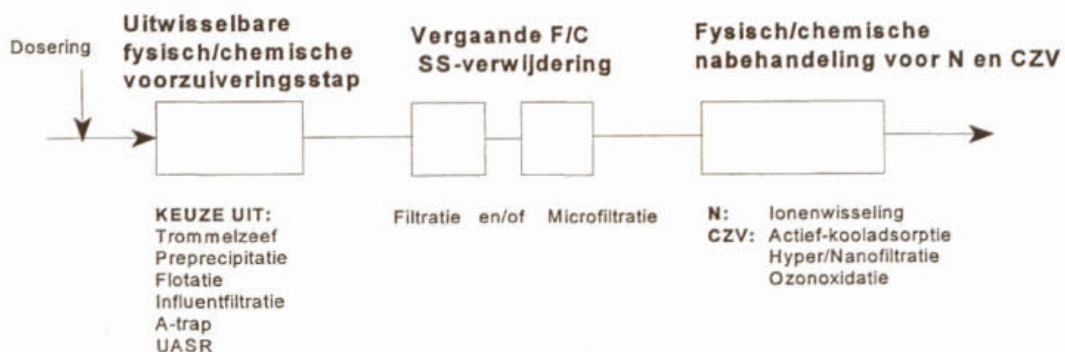 Dosering
Uitwisselbare
fysisch/chemische
voorzuiveringsstap
KEUZE UIT:
Trommelzeef
Preprecipitatie
Flotatie
Influentfiltratie
A-trap
UASR
Vergaande F/C
SS-verwijdering
Filtratie en/of Microfiltratie
Fysisch/chemische
nabehandeling voor N en CZV
N: Ionenwisseling
CZV: Actief-kooladsorptie
Hyper/Nanofiltratie
Ozonoxidatie